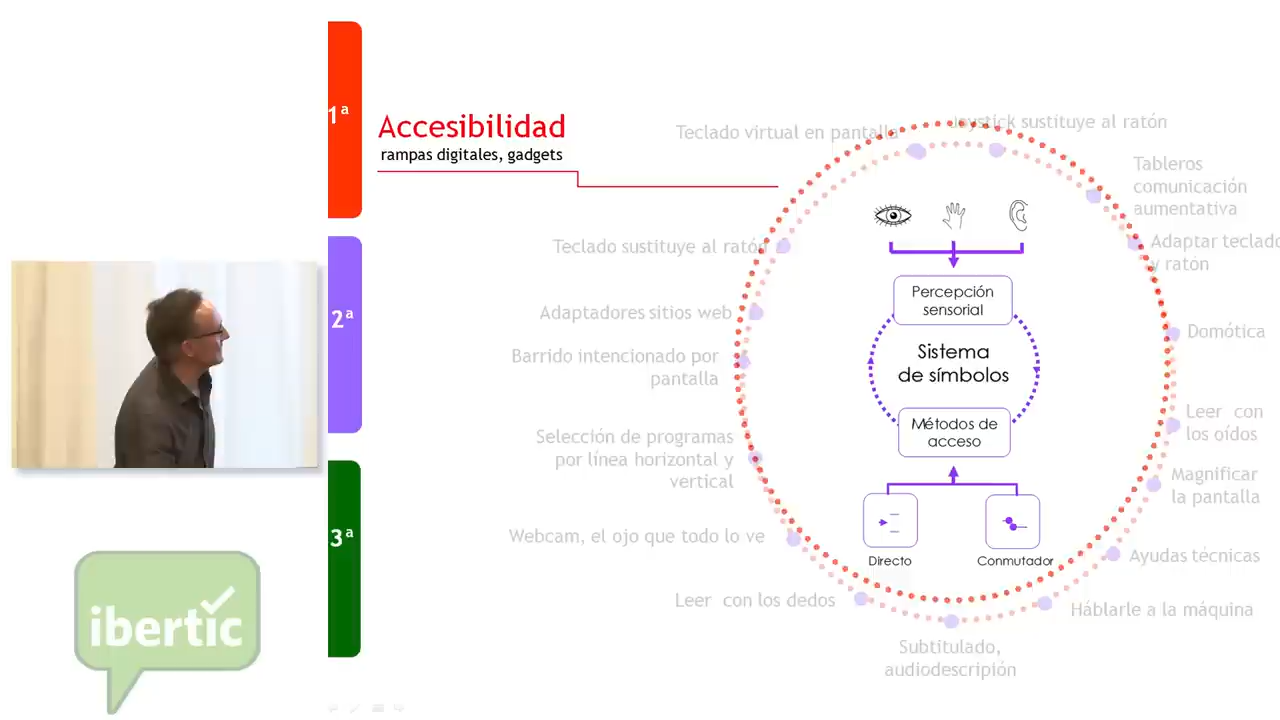 1ª
Accesibilidad
rampas digitales, gadgets
2ª
3ª
ibertic
Teclado virtual en pantalla
Joystick sustituye al ratón
Tableros
comunicación
aumentativa
Adaptar teclado
y ratón
Domótica
Leer con
los oídos
Magnificar
la pantalla
Ayudas técnicas
Háblarle a la máquina
Subtitulado,
audiodescripión
Leer con los dedos
Webcam, el ojo que todo lo ve
Selección de programas
por línea horizontal y
vertical
Barrido intencionado por
pantalla
Adaptadores sitios web
Teclado sustituye al ratón
Percepción
sensorial
Sistema
de símbolos
Métodos de
acceso
Directo
Conmutador